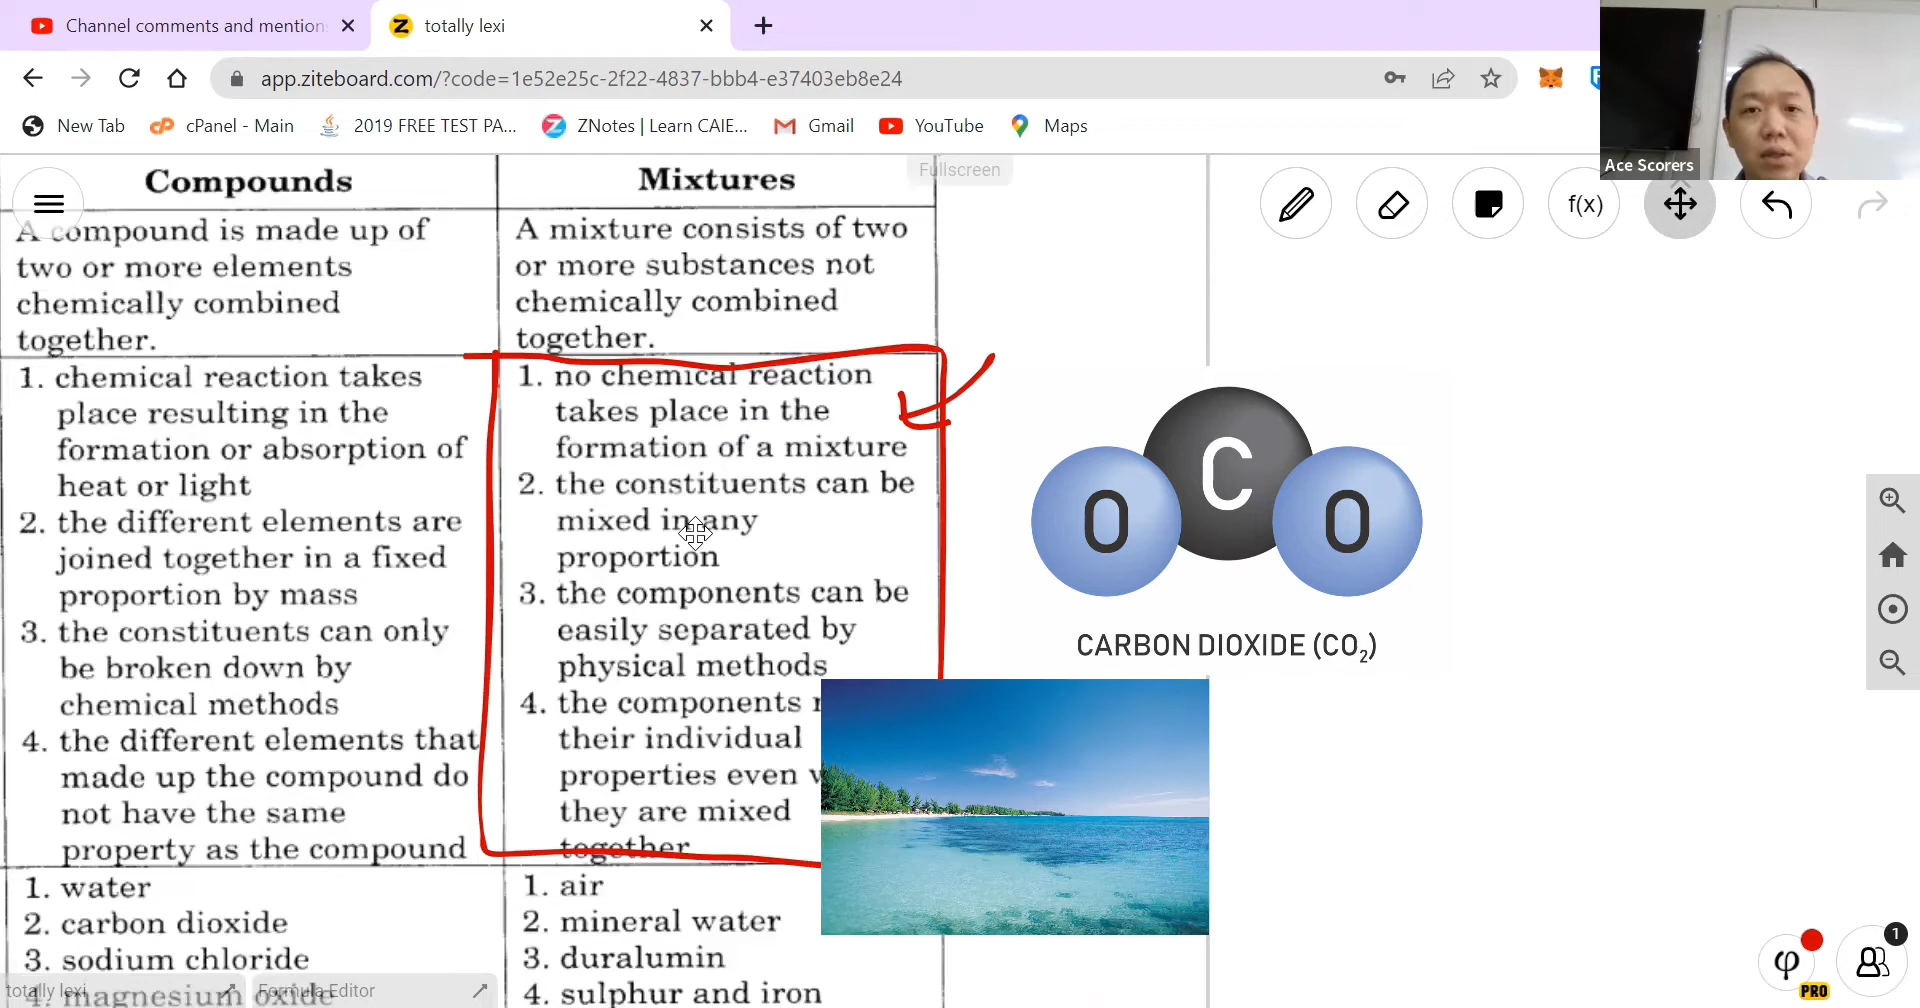 Channel comments and mention
totally lexi
app.ziteboard.com/?code=1e52e25c-2f22-4837-bbb4-e37403eb8e24
New Tab
cPanel - Main
2019 FREE TEST PA...
ZNotes | Learn CAIE...
Gmail
YouTube
Maps
Ace Scorers
Fullscreen
f(x)
Compounds
A compound is made up of
two or more elements
chemically combined
together.
1. chemical reaction takes
place resulting in the
formation or absorption of
heat or light
2. the different elements are
joined together in a fixed
proportion by mass
3. the constituents can only
be broken down by
chemical methods
4. the different elements that
made up the compound do
not have the same
property as the compound
1. water
2. carbon dioxide
3. sodium chloride
4. magnesium oxide
Mixtures
A mixture consists of two
or more substances not
chemically combined
together.
1. no chemical reaction
takes place in the
formation of a mixture
2. the constituents can be
mixed in any
proportion
3. the components can be
easily separated by
physical methods
4. the components
their individual
properties even
they are mixed
together
1. air
2. mineral water
3. duralumin
4. sulphur and iron
O C O
CARBON DIOXIDE (CO₂)
totally lexi
Formula Editor
φ
PRO
1